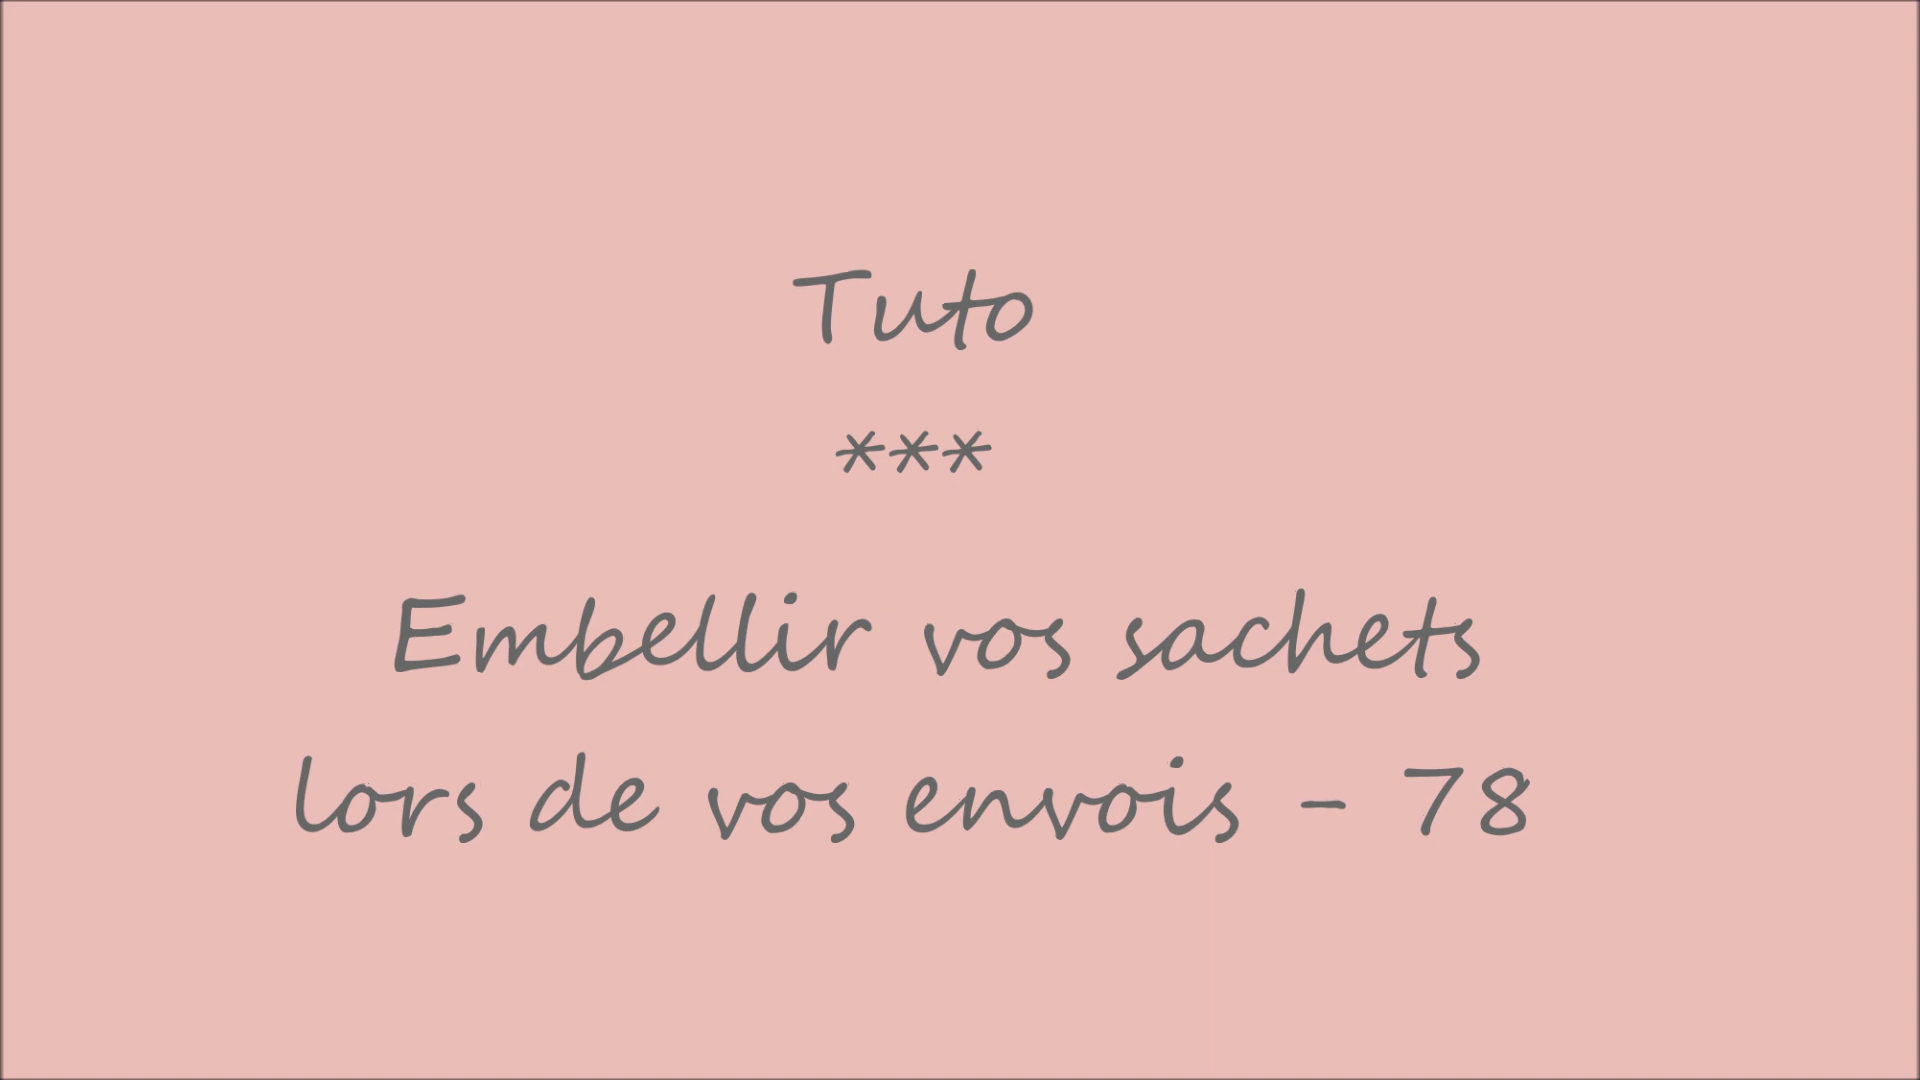 Tuto
***
Embellir vos sachets
lors de vos envois - 78